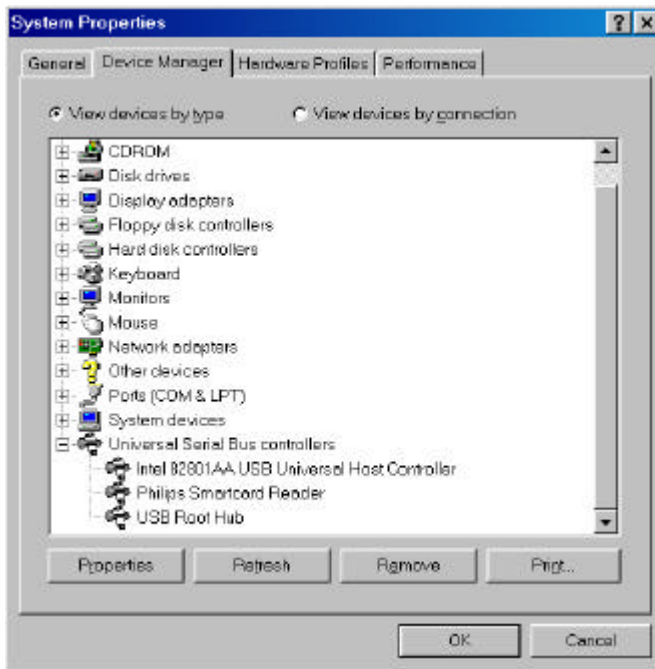 System Properties
General Device Manager Hardware Profiles Performance
View devices by type View devices by connection
CDROM
Disk drives
Display adapters
Floppy disk controllers
Hard disk controllers
Keyboard
Monitors
Mouse
Network adapters
Other devices
Ports (COM & LPT)
System devices
Universal Serial Bus controllers
Intel 82801AA USB Universal Host Controller
Philips Smartcard Reader
USB Root Hub
Properties Refresh Remove Print...
OK Cancel